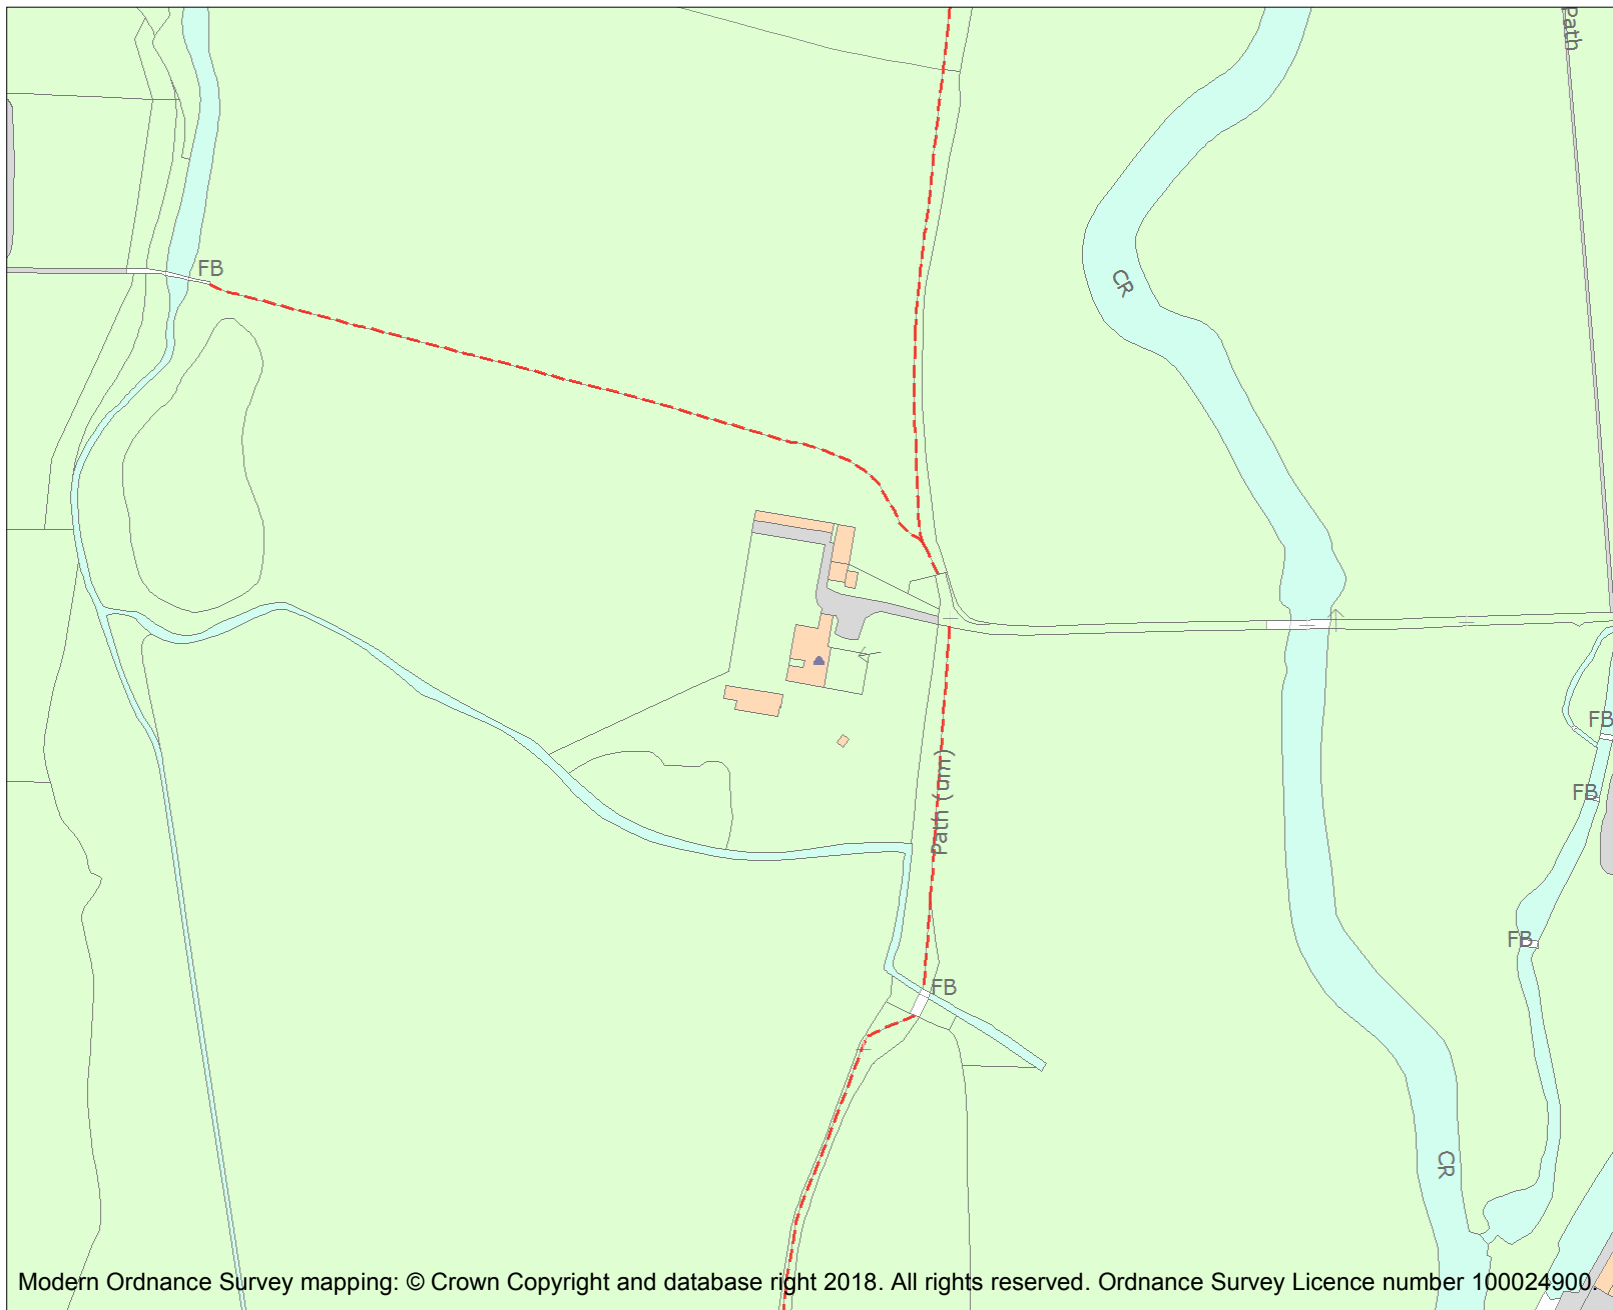 Path
FB
CR
FB
Path (um)
FB
FB
FB
CR
Modern Ordnance Survey mapping: © Crown Copyright and database right 2018. All rights reserved. Ordnance Survey Licence number 100024900.